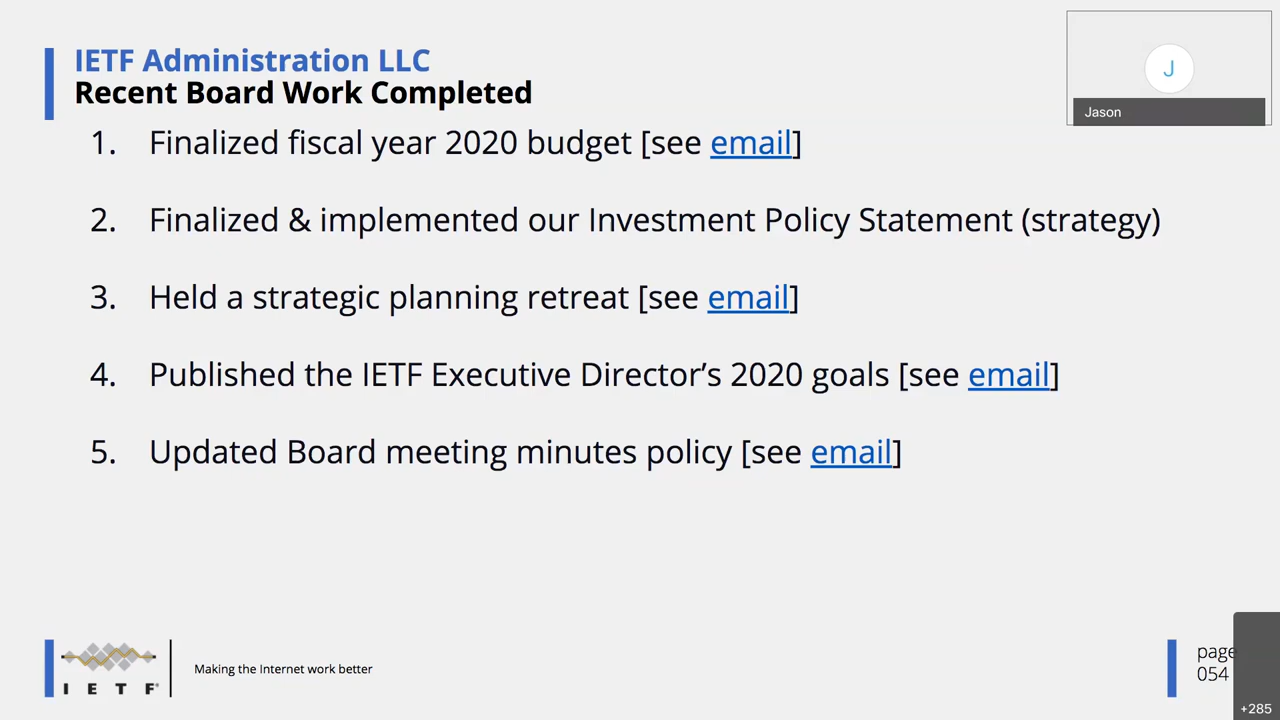 IETF Administration LLC
Recent Board Work Completed
J
Jason
1. Finalized fiscal year 2020 budget [see email]
2. Finalized & implemented our Investment Policy Statement (strategy)
3. Held a strategic planning retreat [see email]
4. Published the IETF Executive Director’s 2020 goals [see email]
5. Updated Board meeting minutes policy [see email]
I E T F
Making the Internet work better
page
054
+285